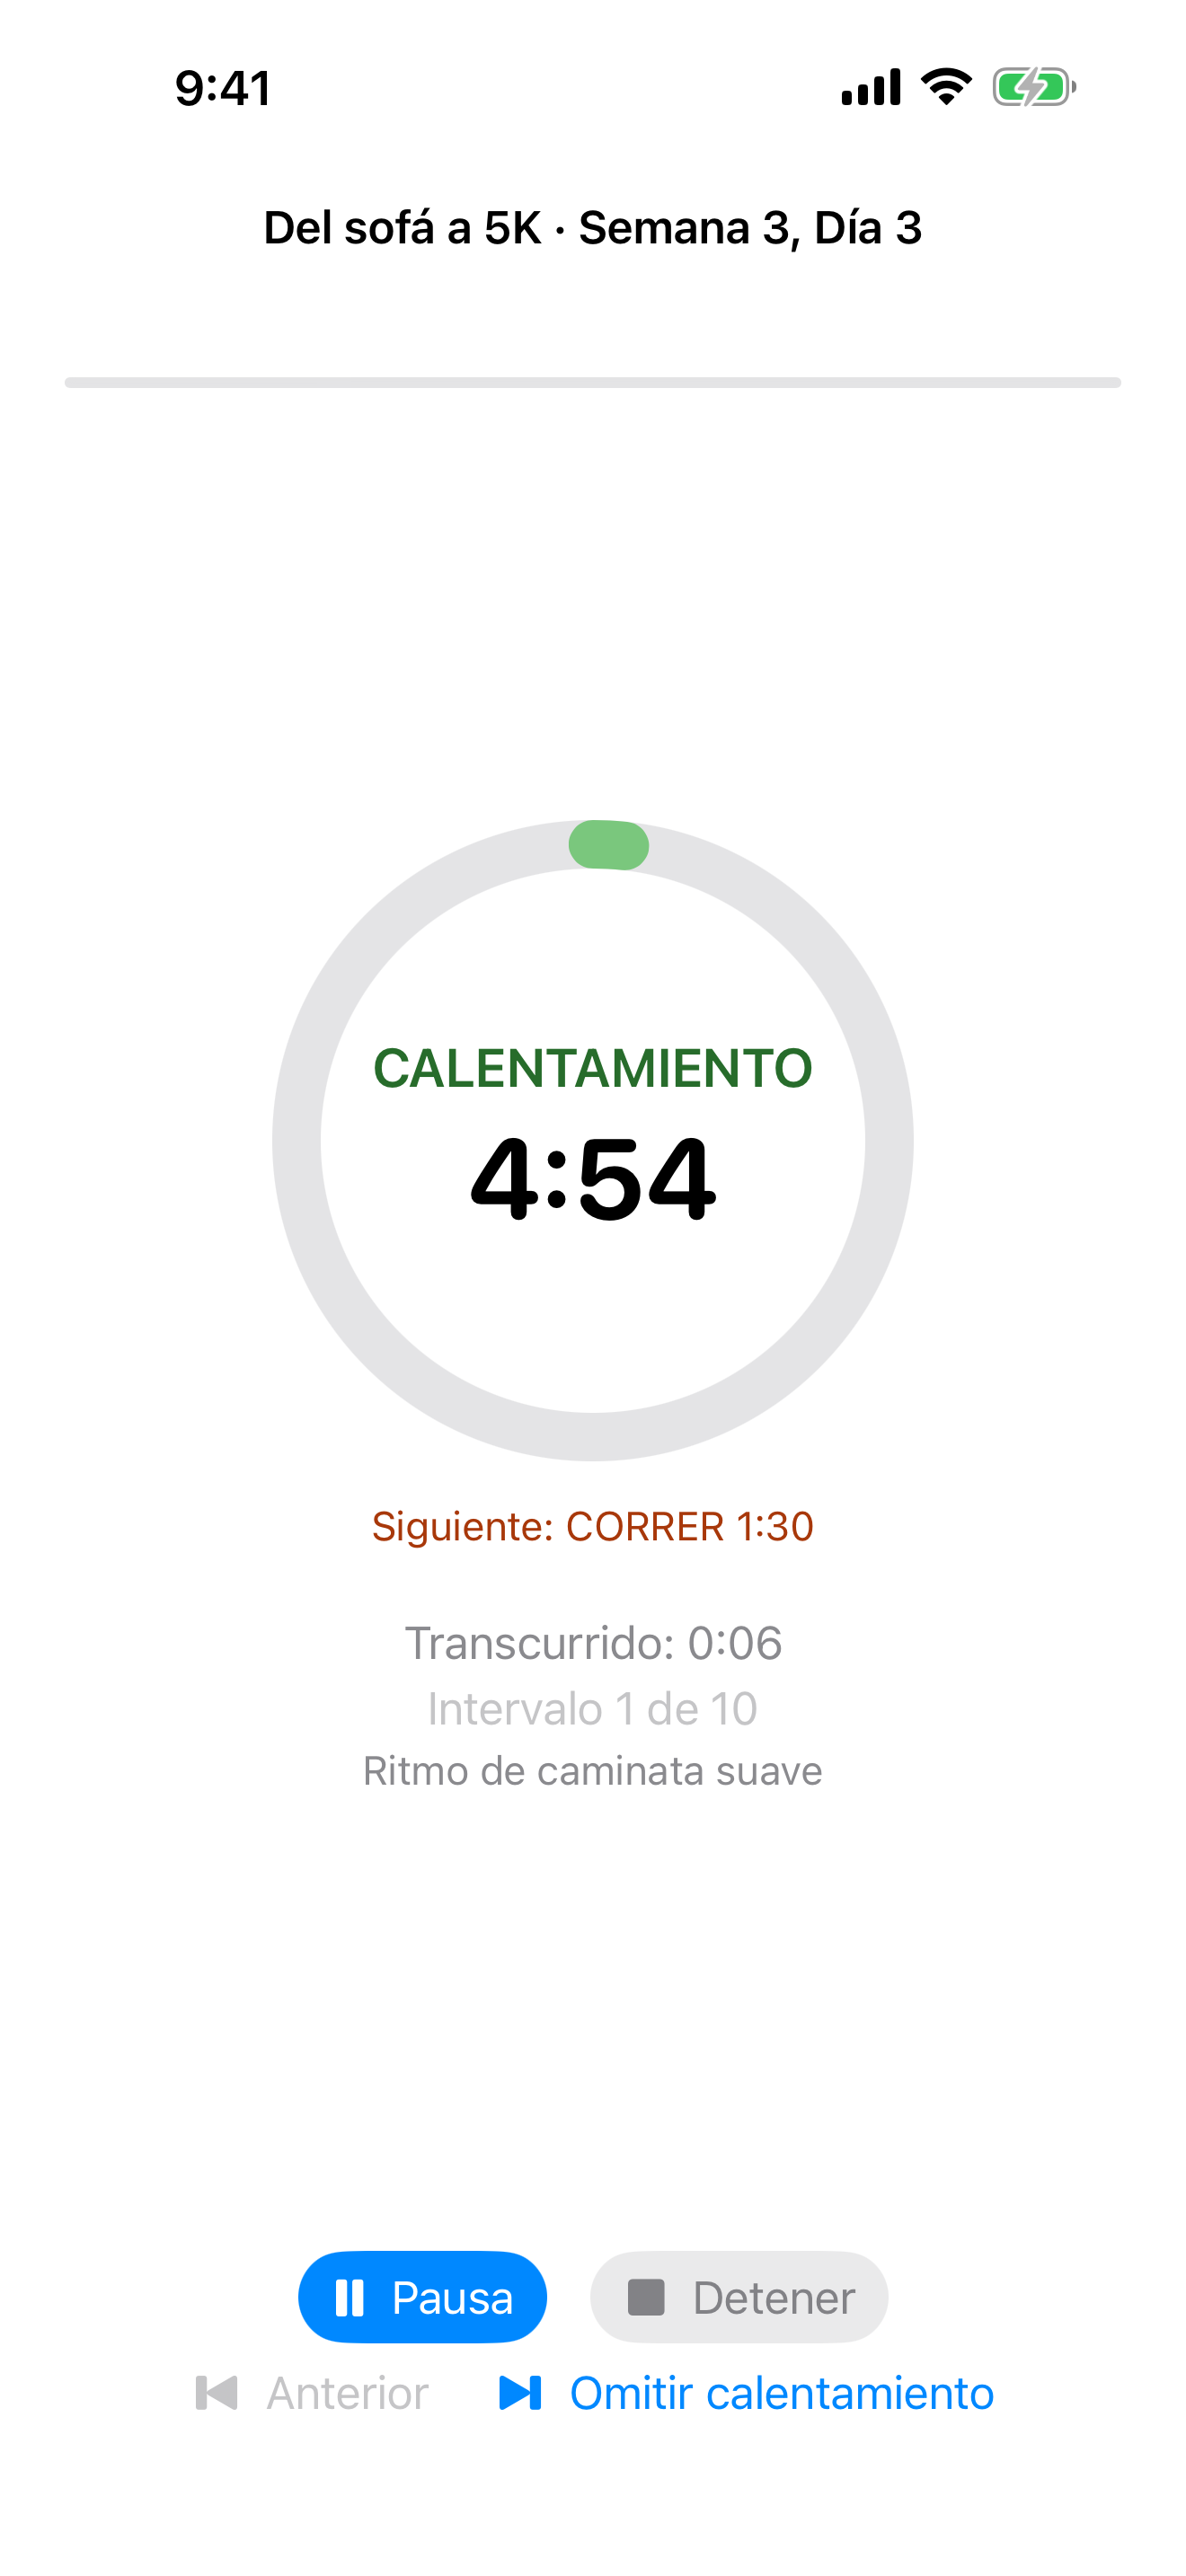 9:41
Del sofá a 5K · Semana 3, Día 3
CALENTAMIENTO
4:54
Siguiente: CORRER 1:30
Transcurrido: 0:06
Intervalo 1 de 10
Ritmo de caminata suave
Pausa
Detener
Anterior
Omitir calentamiento